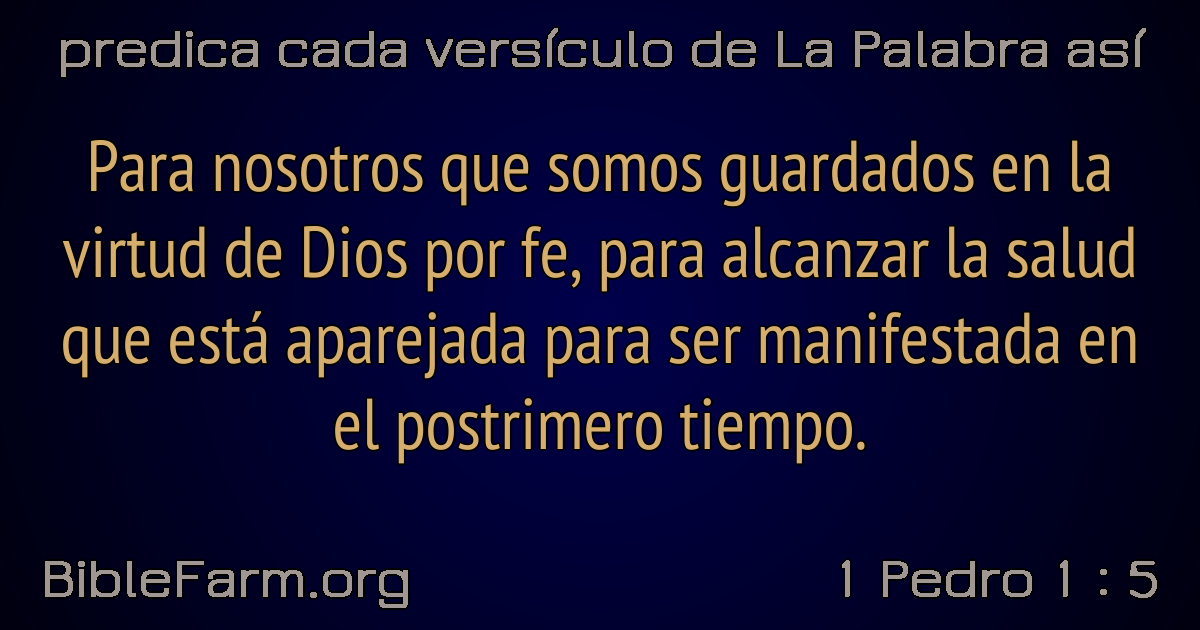 predica cada versículo de La Palabra así
Para nosotros que somos guardados en la
virtud de Dios por fe, para alcanzar la salud
que está aparejada para ser manifestada en
el postrimero tiempo.
BibleFarm.org
1 Pedro 1 : 5